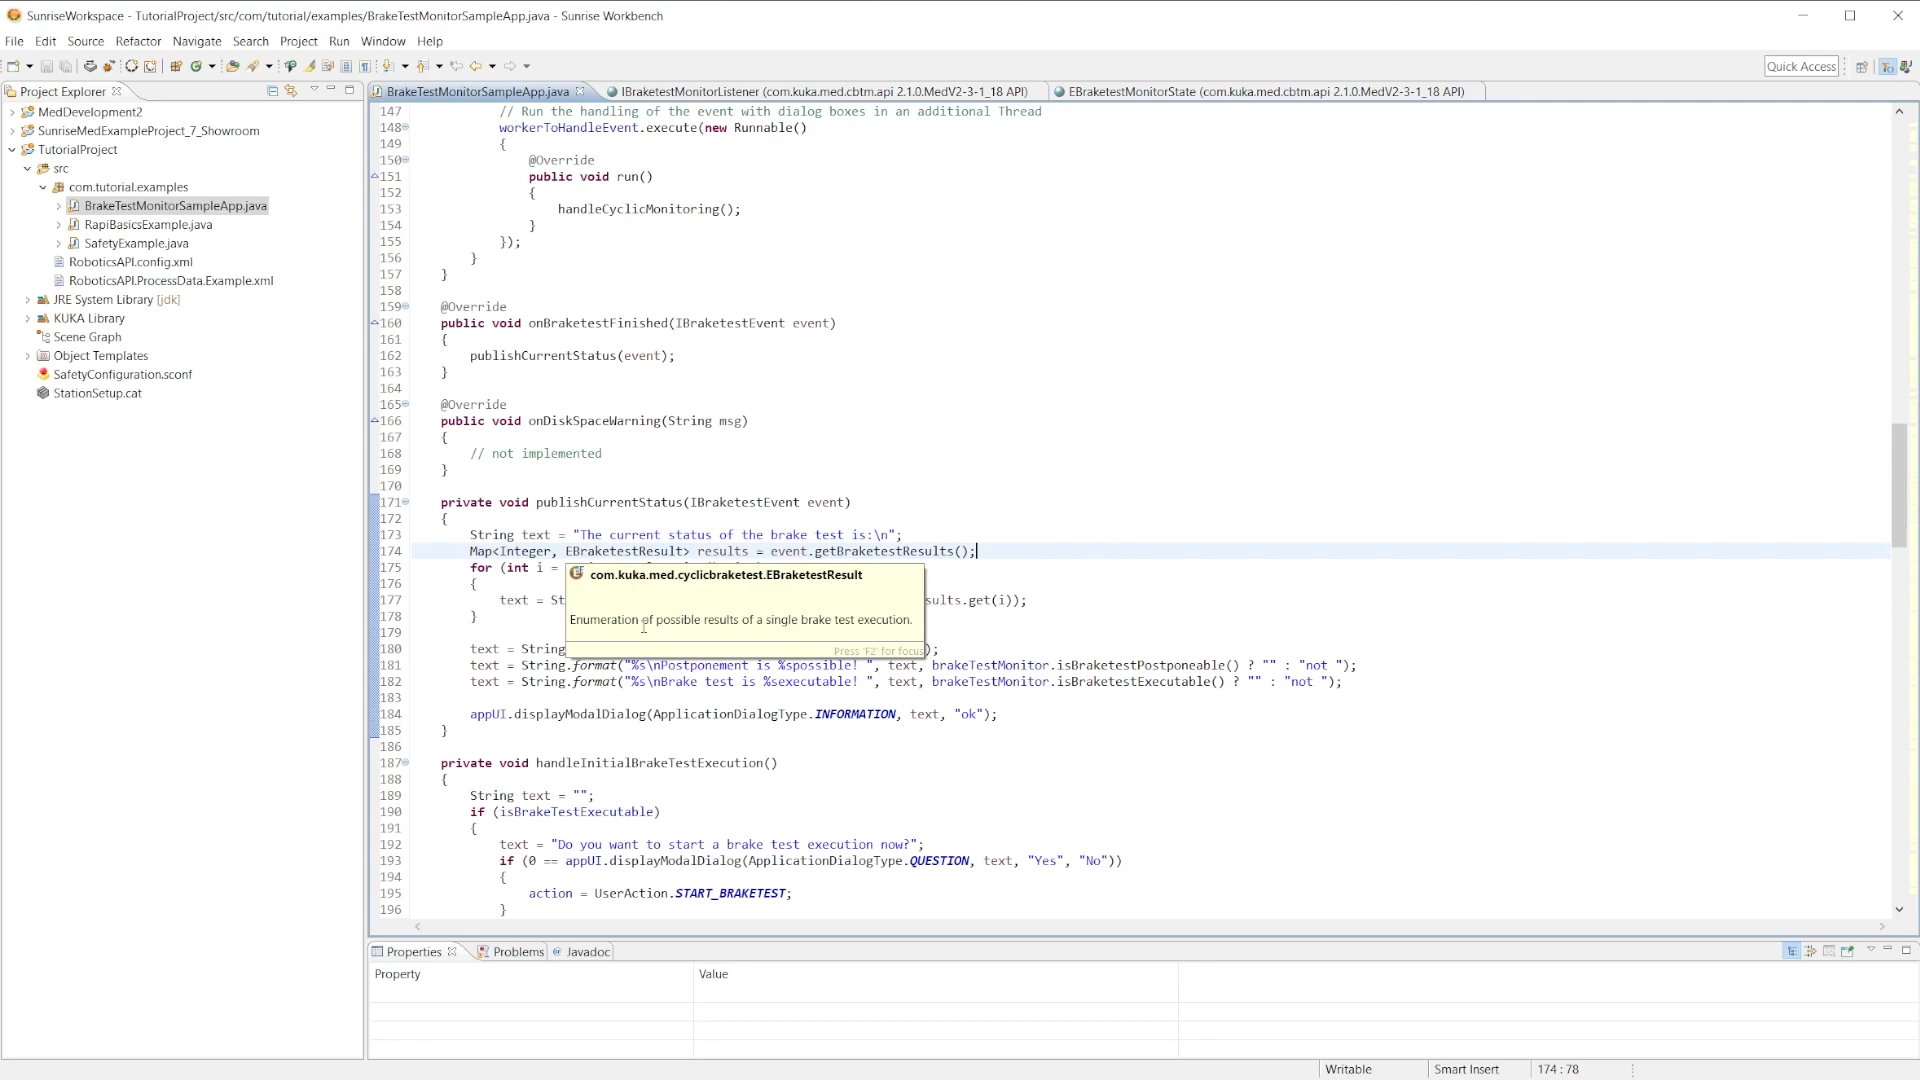 SunriseWorkspace - TutorialProject/src/com/tutorial/examples/BrakeTestMonitorSampleApp.java - Sunrise Workbench
File Edit Source Refactor Navigate Search Project Run Window Help
Quick Access
Project Explorer
MedDevelopment2
SunriseMedExampleProject_7_Showroom
TutorialProject
src
com.tutorial.examples
BrakeTestMonitorSampleApp.java
RapiBasicsExample.java
SafetyExample.java
RoboticsAPI.config.xml
RoboticsAPI.ProcessData.Example.xml
JRE System Library [jdk]
KUKA Library
Scene Graph
Object Templates
SafetyConfiguration.sconf
StationSetup.cat
BrakeTestMonitorSampleApp.java IBraketestMonitorListener (com.kuka.med.cbtm.api 2.1.0.MedV2-3-1_18 API) EBraketestMonitorState (com.kuka.med.cbtm.api 2.1.0.MedV2-3-1_18 API)
147 // Run the handling of the event with dialog boxes in an additional Thread
148 workerToHandleEvent.execute(new Runnable()
149 {
150 @Override
151 public void run()
152 {
153 handleCyclicMonitoring();
154 }
155 });
156 }
157 }
158
159 @Override
160 public void onBraketestFinished(IBraketestEvent event)
161 {
162 publishCurrentStatus(event);
163 }
164
165 @Override
166 public void onDiskSpaceWarning(String msg)
167 {
168 // not implemented
169 }
170
171 private void publishCurrentStatus(IBraketestEvent event)
172 {
173 String text = "The current status of the brake test is:\n";
174 Map<Integer, EBraketestResult> results = event.getBraketestResults();
175 for (int i =
com.kuka.med.cyclicbraketest.EBraketestResult
176 {
177 text = St sults.get(i));
178 }
Enumeration of possible results of a single brake test execution.
179
180 text = String );
Press 'F2' for focus
181 text = String.format("%s\nPostponement is %spossible! ", text, brakeTestMonitor.isBraketestPostponeable() ? "" : "not ");
182 text = String.format("%s\nBrake test is %sexecutable! ", text, brakeTestMonitor.isBraketestExecutable() ? "" : "not ");
183
184 appUI.displayModalDialog(ApplicationDialogType.INFORMATION, text, "ok");
185 }
186
187 private void handleInitialBrakeTestExecution()
188 {
189 String text = "";
190 if (isBrakeTestExecutable)
191 {
192 text = "Do you want to start a brake test execution now?";
193 if (0 == appUI.displayModalDialog(ApplicationDialogType.QUESTION, text, "Yes", "No"))
194 {
195 action = UserAction.START_BRAKETEST;
196 }
Properties Problems Javadoc
Property Value
Writable Smart Insert 174 : 78